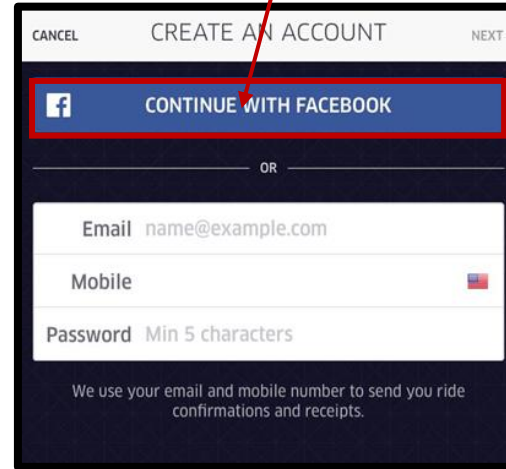 CANCEL CREATE AN ACCOUNT NEXT
f CONTINUE WITH FACEBOOK
OR
Email name@example.com
Mobile
Password Min 5 characters
We use your email and mobile number to send you ride
confirmations and receipts.